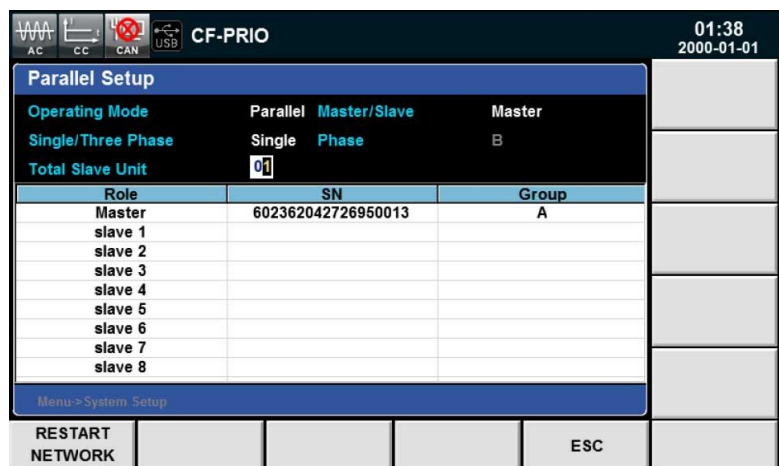 AC CC CAN USB CF-PRIO 01:38
2000-01-01
Parallel Setup
Operating Mode Parallel Master/Slave Master
Single/Three Phase Single Phase B
Total Slave Unit 01
Role SN Group
Master 602362042726950013 A
slave 1
slave 2
slave 3
slave 4
slave 5
slave 6
slave 7
slave 8
Menu->System Setup
RESTART
NETWORK
ESC